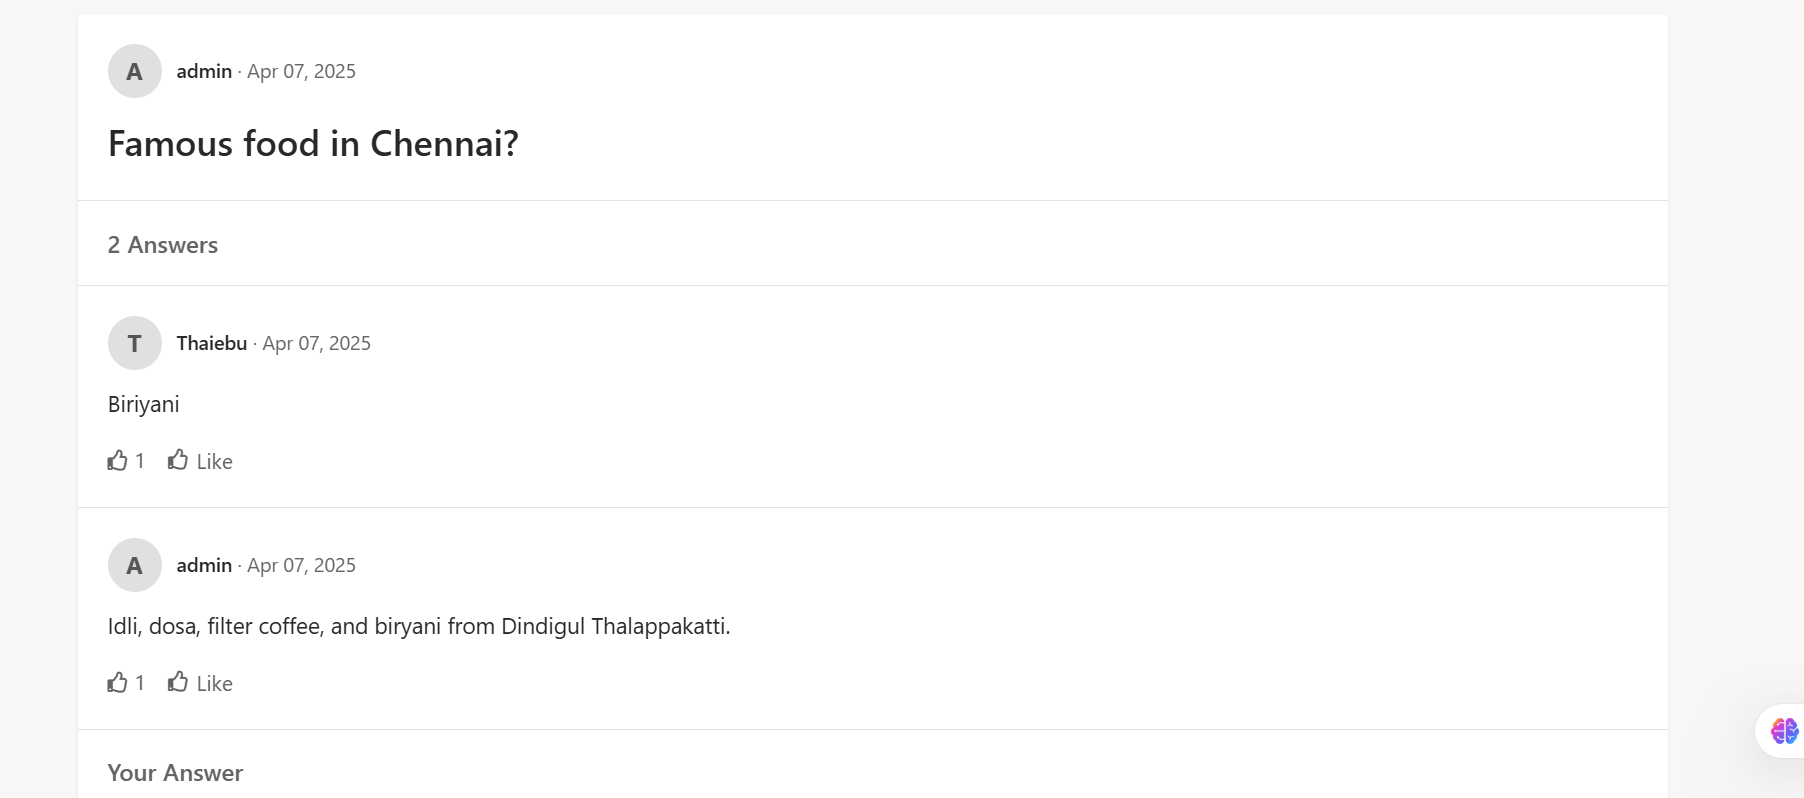 A
admin · Apr 07, 2025
Famous food in Chennai?
2 Answers
T
Thaiebu · Apr 07, 2025
Biriyani
1 Like
A
admin · Apr 07, 2025
Idli, dosa, filter coffee, and biryani from Dindigul Thalappakatti.
1 Like
Your Answer